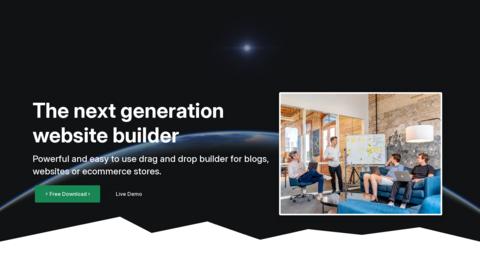 The next generation
website builder
Powerful and easy to use drag and drop builder for blogs,
websites or ecommerce stores.
Free Download
Live Demo